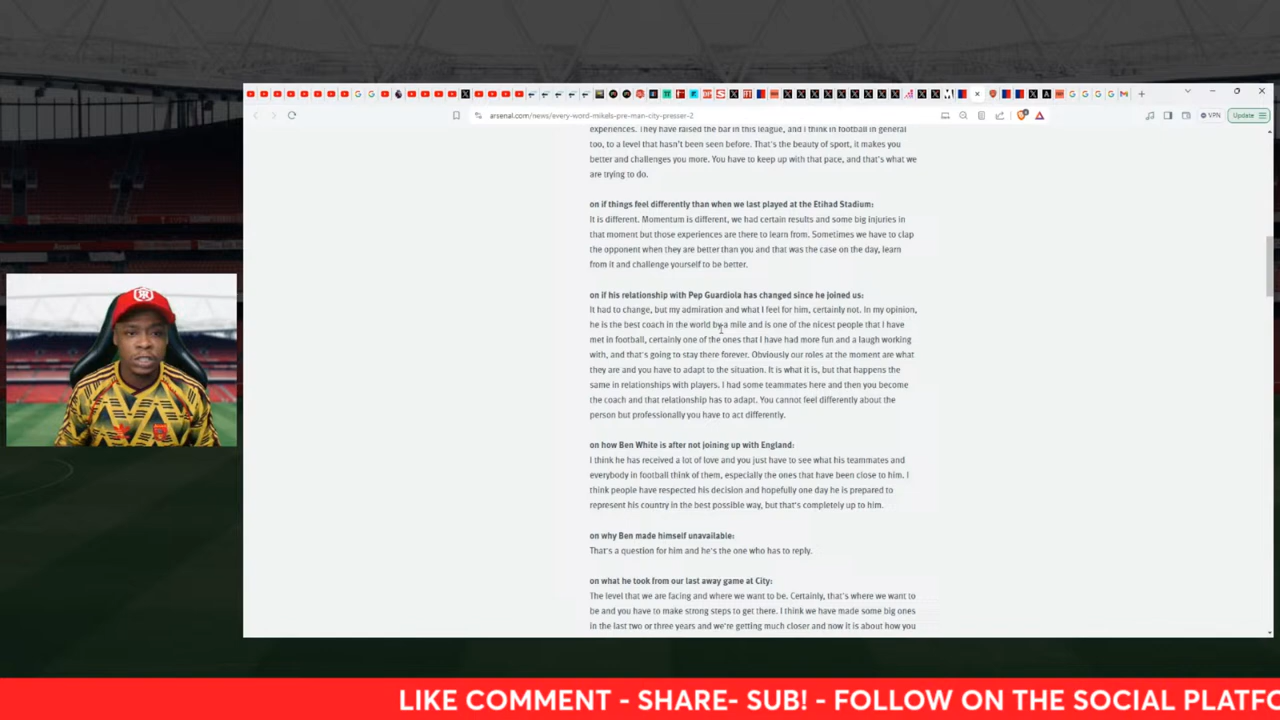 arsenal.com/news/every-word-mikels-pre-man-city-presser-2
VPN
Update
experiences. They have raised the bar in this league, and I think in football in general
too, to a level that hasn't been seen before. That's the beauty of sport, it makes you
better and challenges you more. You have to keep up with that pace, and that's what we
are trying to do.
on if things feel differently than when we last played at the Etihad Stadium:
It is different. Momentum is different, we had certain results and some big injuries in
that moment but those experiences are there to learn from. Sometimes we have to clap
the opponent when they are better than you and that was the case on the day, learn
from it and challenge yourself to be better.
on if his relationship with Pep Guardiola has changed since he joined us:
It had to change, but my admiration and what I feel for him, certainly not. In my opinion,
he is the best coach in the world by a mile and is one of the nicest people that I have
met in football, certainly one of the ones that I have had more fun and a laugh working
with, and that's going to stay there forever. Obviously our roles at the moment are what
they are and you have to adapt to the situation. It is what it is, but that happens the
same in relationships with players. I had some teammates here and then you become
the coach and that relationship has to adapt. You cannot feel differently about the
person but professionally you have to act differently.
on how Ben White is after not joining up with England:
I think he has received a lot of love and you just have to see what his teammates and
everybody in football think of them, especially the ones that have been close to him. I
think people have respected his decision and hopefully one day he is prepared to
represent his country in the best possible way, but that's completely up to him.
on why Ben made himself unavailable:
That's a question for him and he's the one who has to reply.
on what he took from our last away game at City:
The level that we are facing and where we want to be. Certainly, that's where we want to
be and you have to make strong steps to get there. I think we have made some big ones
in the last two or three years and we're getting much closer and now it is about how you
LIKE COMMENT - SHARE- SUB! - FOLLOW ON THE SOCIAL PLATFO